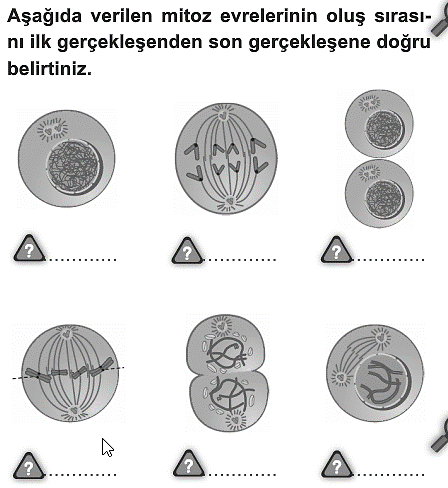 Aşağıda verilen mitoz evrelerinin oluş sırası-
nı ilk gerçekleşenden son gerçekleşene doğru
belirtiniz.
? ............ ? ............ ? ............
? ............ ? ............ ? ............